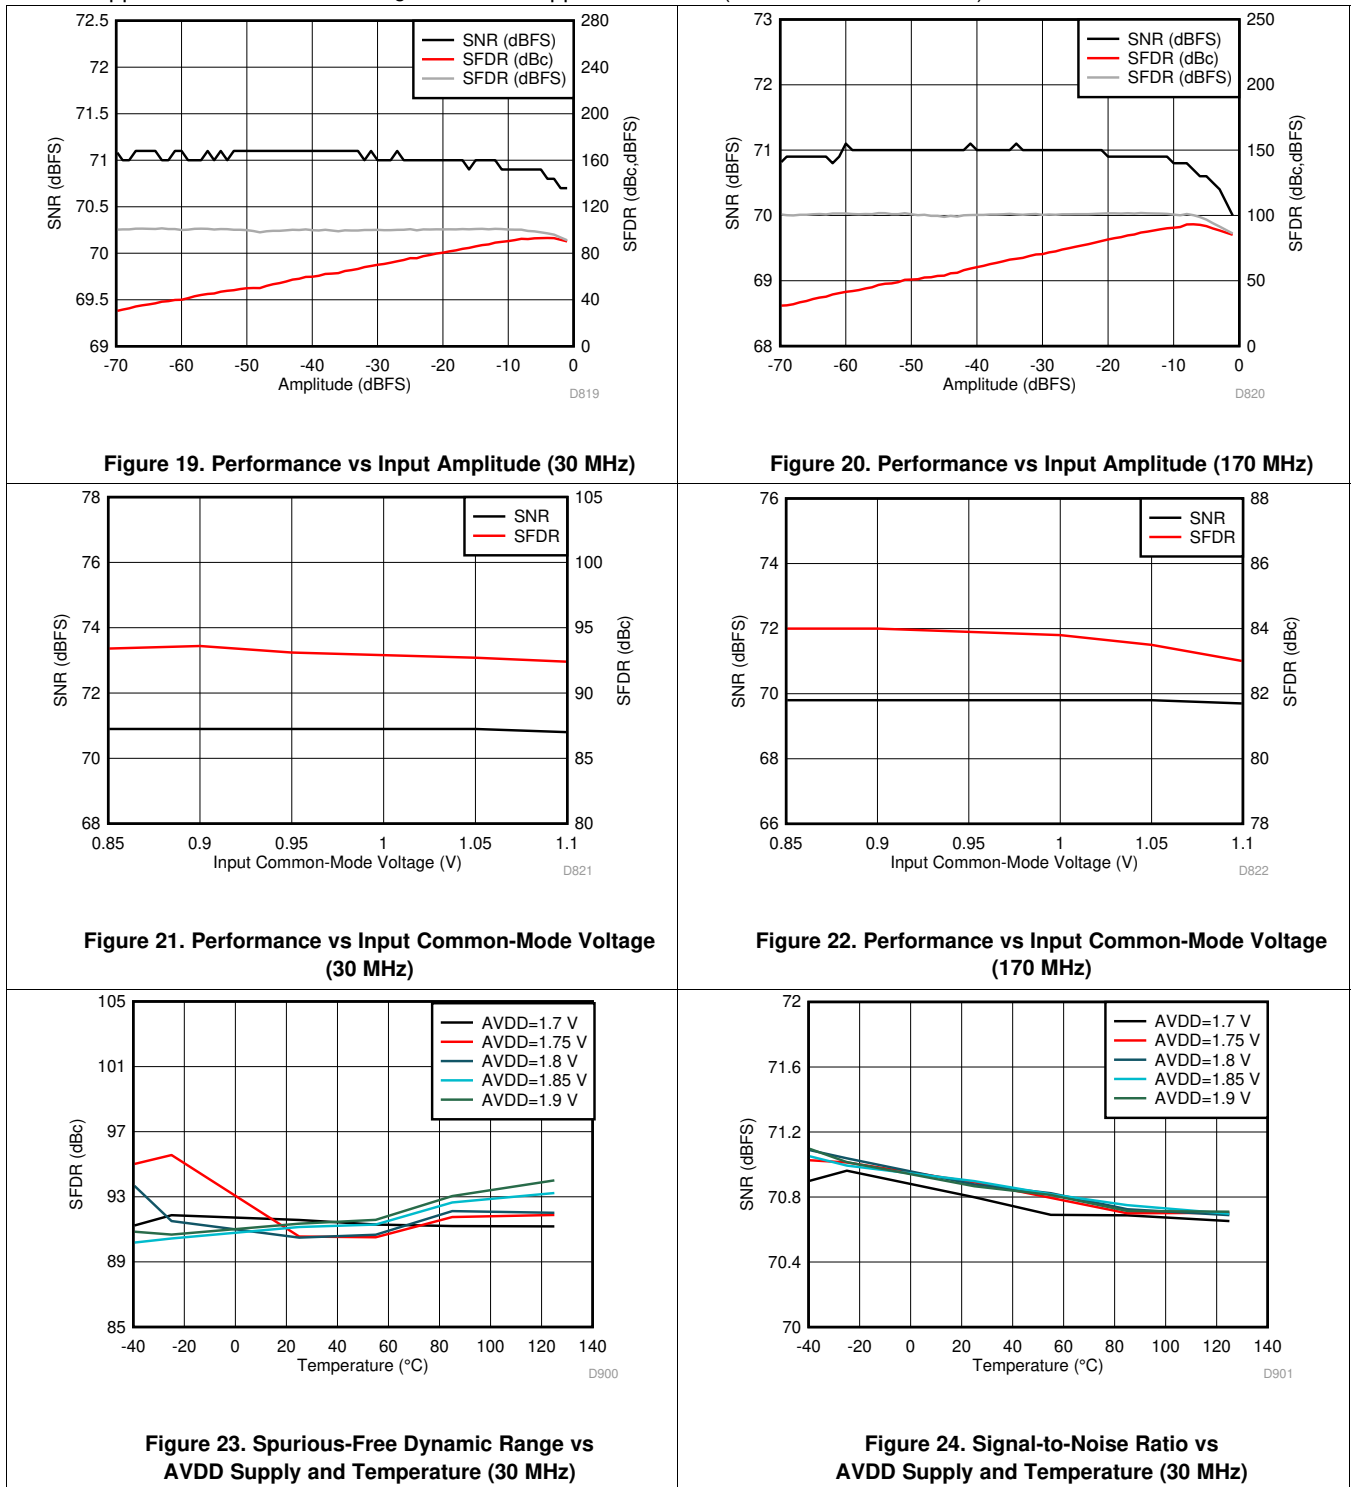 72.5
72
71.5
71
70.5
70
69.5
69
280
240
200
160
120
80
40
0
SNR (dBFS)
SFDR (dBc,dBFS)
SNR (dBFS)
SFDR (dBc)
SFDR (dBFS)
-70 -60 -50 -40 -30 -20 -10 0
Amplitude (dBFS)
D819
Figure 19. Performance vs Input Amplitude (30 MHz)
73
72
71
70
69
68
250
200
150
100
50
0
SNR (dBFS)
SFDR (dBc,dBFS)
SNR (dBFS)
SFDR (dBc)
SFDR (dBFS)
-70 -60 -50 -40 -30 -20 -10 0
Amplitude (dBFS)
D820
Figure 20. Performance vs Input Amplitude (170 MHz)
78
76
74
72
70
68
105
100
95
90
85
80
SNR (dBFS)
SFDR (dBc)
SNR
SFDR
0.85 0.9 0.95 1 1.05 1.1
Input Common-Mode Voltage (V)
D821
Figure 21. Performance vs Input Common-Mode Voltage
(30 MHz)
76
74
72
70
68
66
88
86
84
82
80
78
SNR (dBFS)
SFDR (dBc)
SNR
SFDR
0.85 0.9 0.95 1 1.05 1.1
Input Common-Mode Voltage (V)
D822
Figure 22. Performance vs Input Common-Mode Voltage
(170 MHz)
105
101
97
93
89
85
SFDR (dBc)
AVDD=1.7 V
AVDD=1.75 V
AVDD=1.8 V
AVDD=1.85 V
AVDD=1.9 V
-40 -20 0 20 40 60 80 100 120 140
Temperature (°C)
D900
Figure 23. Spurious-Free Dynamic Range vs
AVDD Supply and Temperature (30 MHz)
72
71.6
71.2
70.8
70.4
70
SNR (dBFS)
AVDD=1.7 V
AVDD=1.75 V
AVDD=1.8 V
AVDD=1.85 V
AVDD=1.9 V
-40 -20 0 20 40 60 80 100 120 140
Temperature (°C)
D901
Figure 24. Signal-to-Noise Ratio vs
AVDD Supply and Temperature (30 MHz)